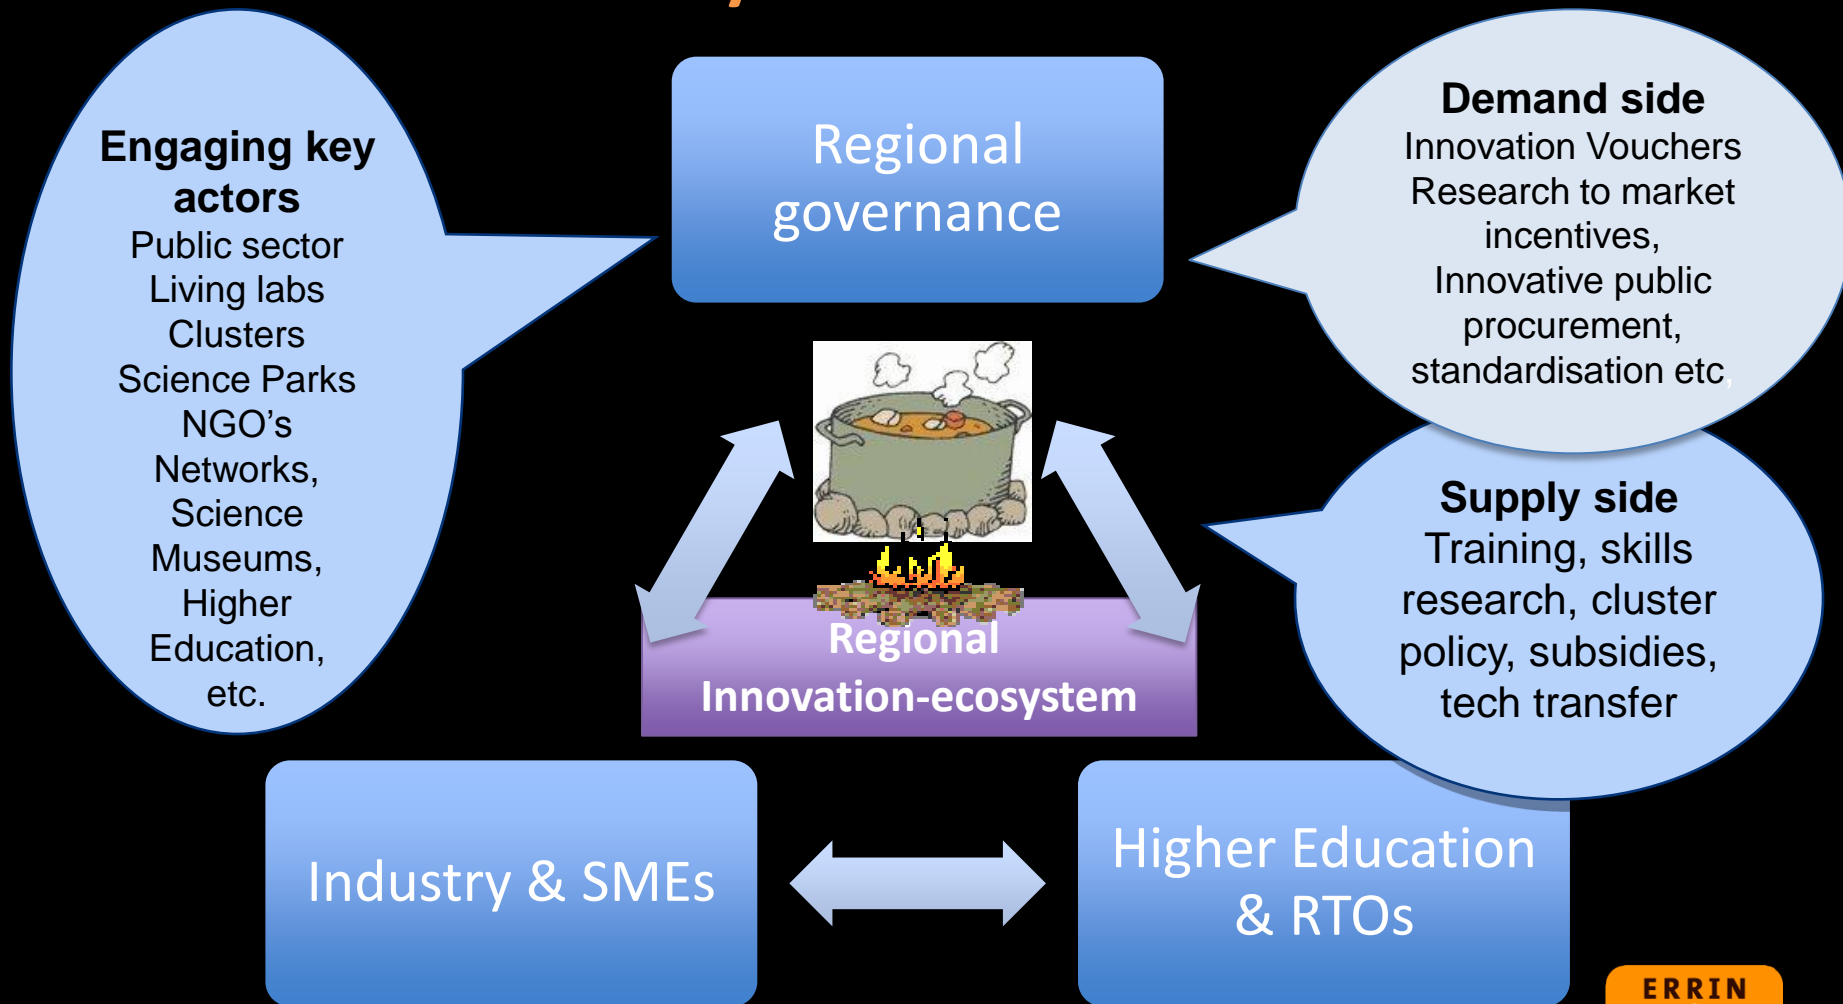 Engaging key
actors
Public sector
Living labs
Clusters
Science Parks
NGO’s
Networks,
Science
Museums,
Higher
Education,
etc.
Regional
governance
Demand side
Innovation Vouchers
Research to market
incentives,
Innovative public
procurement,
standardisation etc,
Supply side
Training, skills
research, cluster
policy, subsidies,
tech transfer
Regional
Innovation-ecosystem
Industry & SMEs
Higher Education
& RTOs
ERRIN